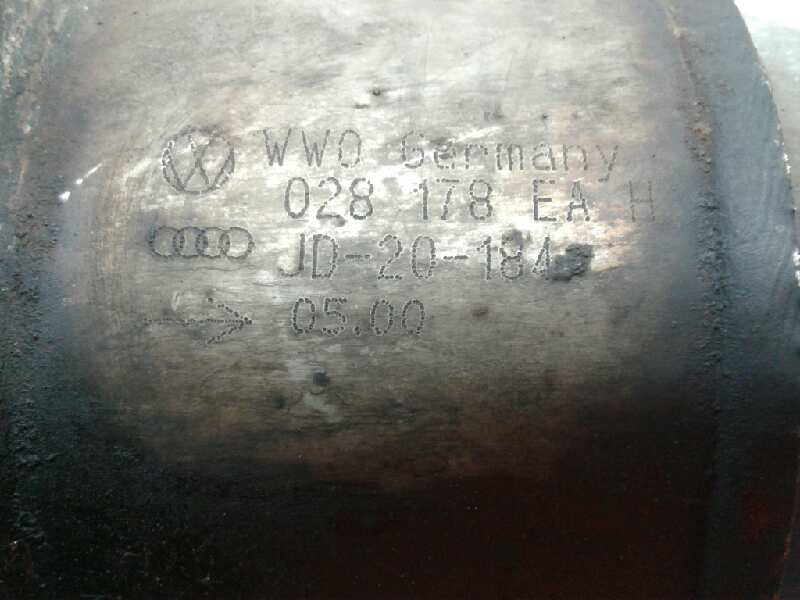 WWO Germany
028 178 EA H
JD-20-184
05.00